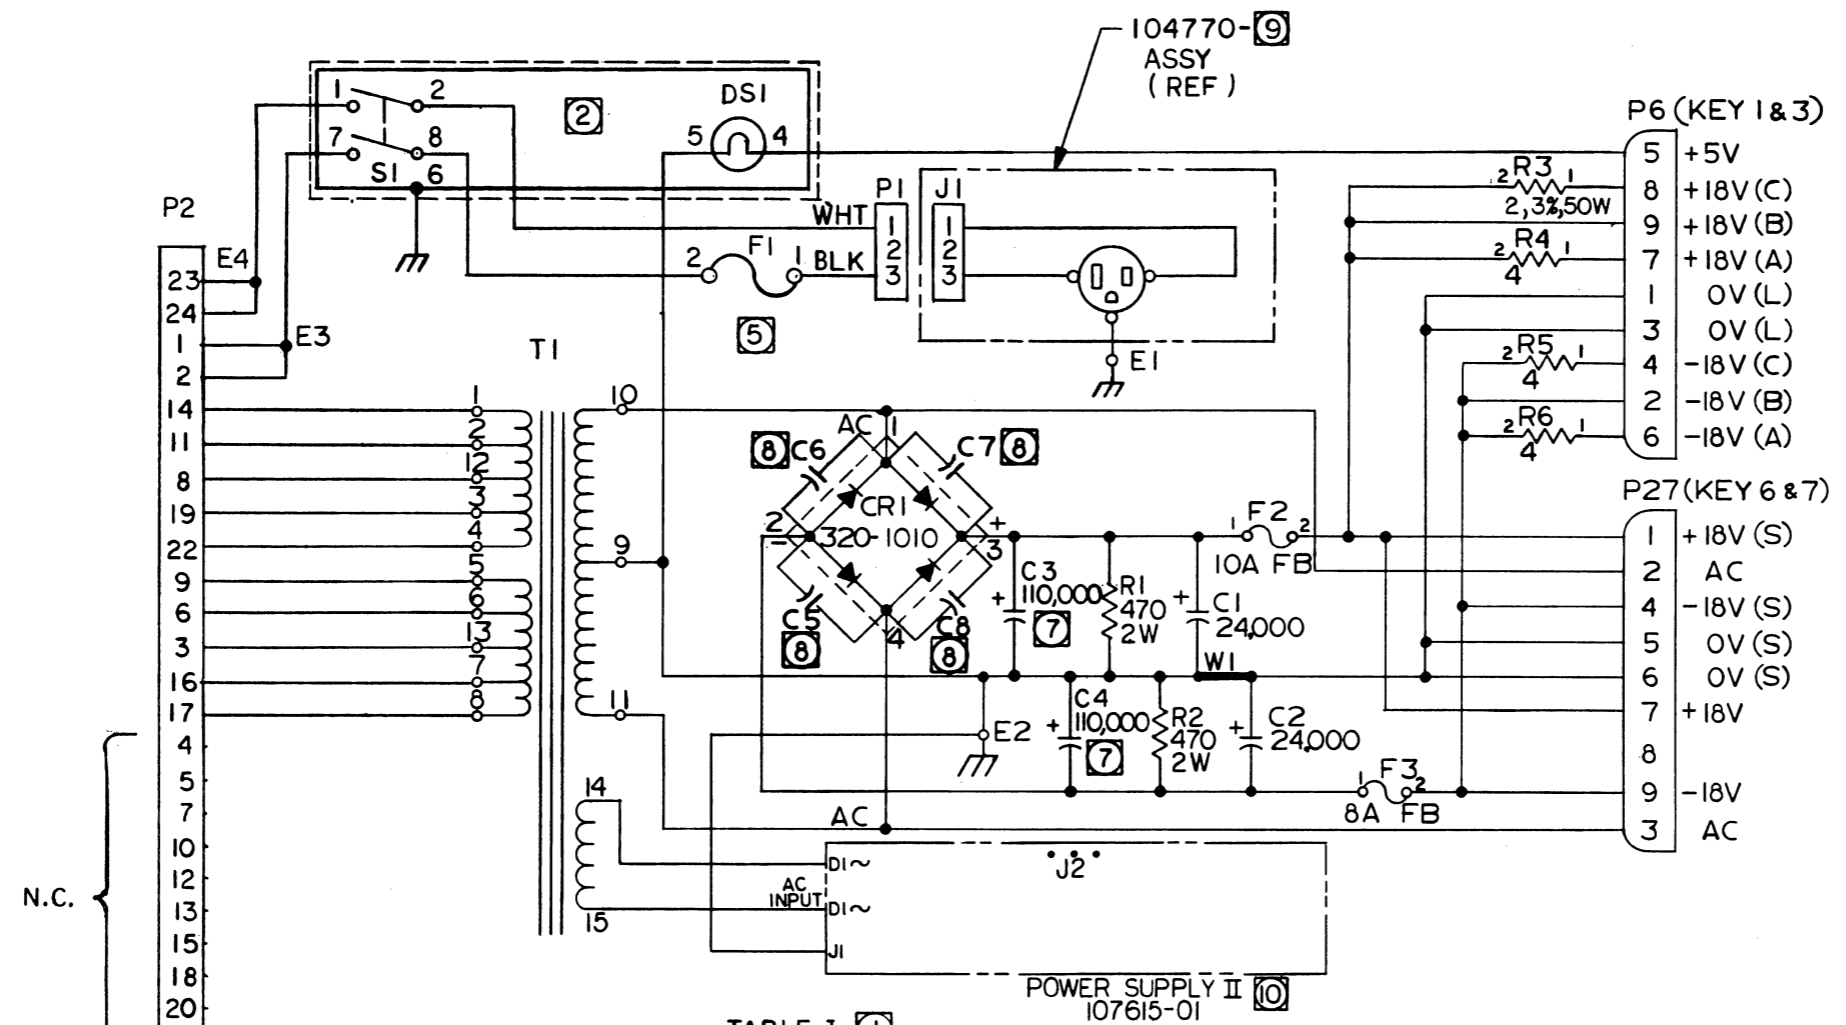 104770-9
ASSY
(REF)
P6 (KEY 1 & 3)
1 2
2
DS1
7 8
5 4
S1 6
5 +5V
R3
2 1
8 +18V (C)
2, 3%, 50W
9 +18V (B)
R4
2 1
4
7 +18V (A)
1 0V (L)
3 0V (L)
R5
2 1
4
4 -18V (C)
2 -18V (B)
R6
2 1
4
6 -18V (A)
P1 J1
WHT
1 1
2 2
3 3
2 F1 1 BLK
5
E1
P2
E4
23
24
1 E3
2
14
11
8
19
22
9
6
3
16
17
4
5
7
10
12
13
15
18
20
N.C.
T1
1
2
12
3
4
5
6
13
7
8
10
9
11
14
15
AC 1
8 C6
C7 8
CR1
320-1010
2
-
+
3
C5
8
4
C8
8
C3
+ 110,000
7
R1
470
2W
+ C1
24,000
1 F2 2
10A FB
W1
C4
+ 110,000
7
R2
470
2W
+ C2
24,000
E2
1 F3 2
8A FB
AC
P27 (KEY 6 & 7)
1 +18V (S)
2 AC
4 -18V (S)
5 0V (S)
6 0V (S)
7 +18V
8
9 -18V
3 AC
D1~
AC
INPUT
D1~
J1
J2
POWER SUPPLY II 10
107615-01
TABLE I 1